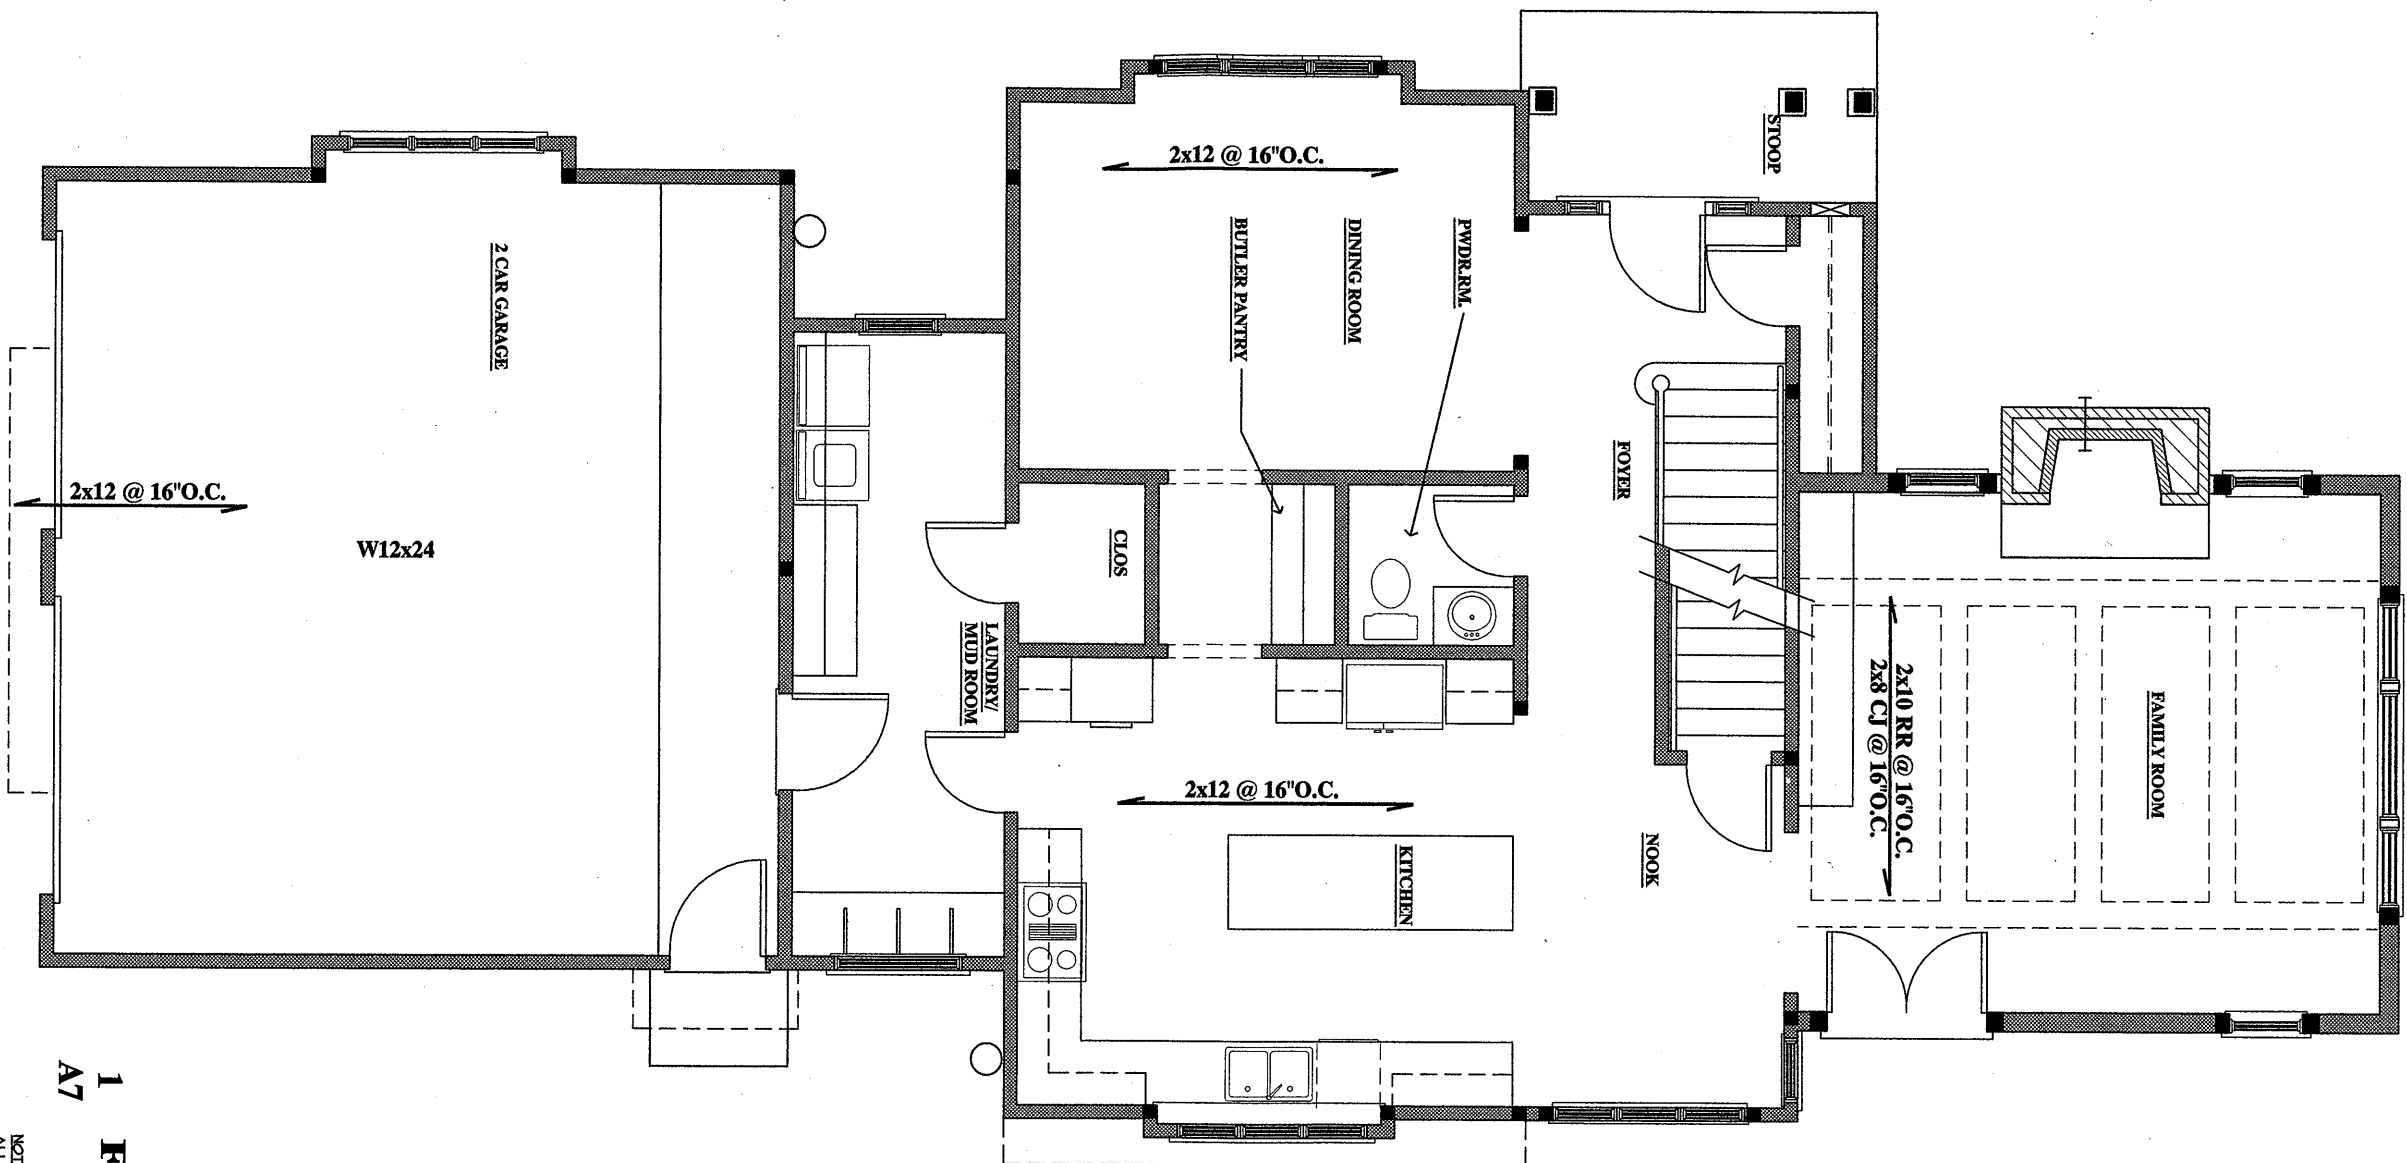 STOOP
2x12 @ 16"O.C.
PWDR.RM.
DINING ROOM
BUTLER PANTRY
2 CAR GARAGE
FOYER
2x12 @ 16"O.C.
W12x24
CLOS
LAUNDRY/
MUD ROOM
2x10 RR @ 16"O.C.
2x8 CJ @ 16"O.C.
FAMILY ROOM
2x12 @ 16"O.C.
KITCHEN
NOOK
1
A7